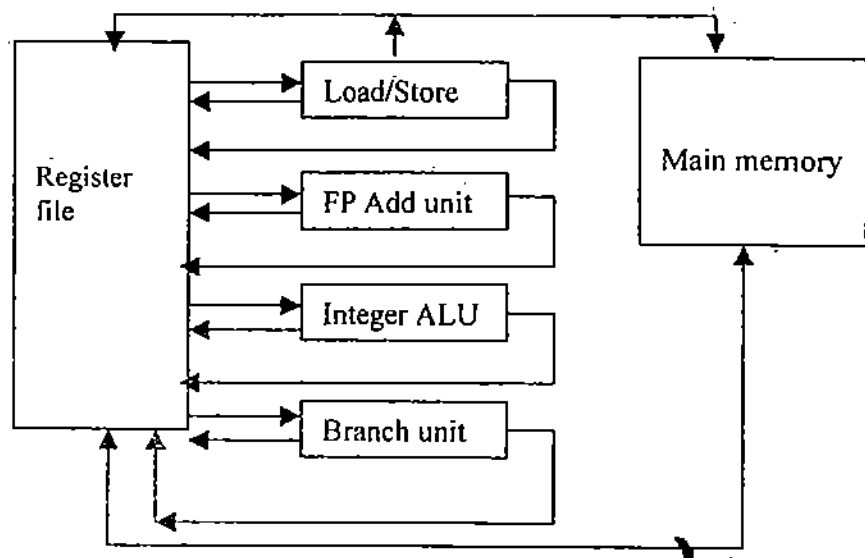 Load/Store
Main memory
Register
file
FP Add unit
Integer ALU
Branch unit